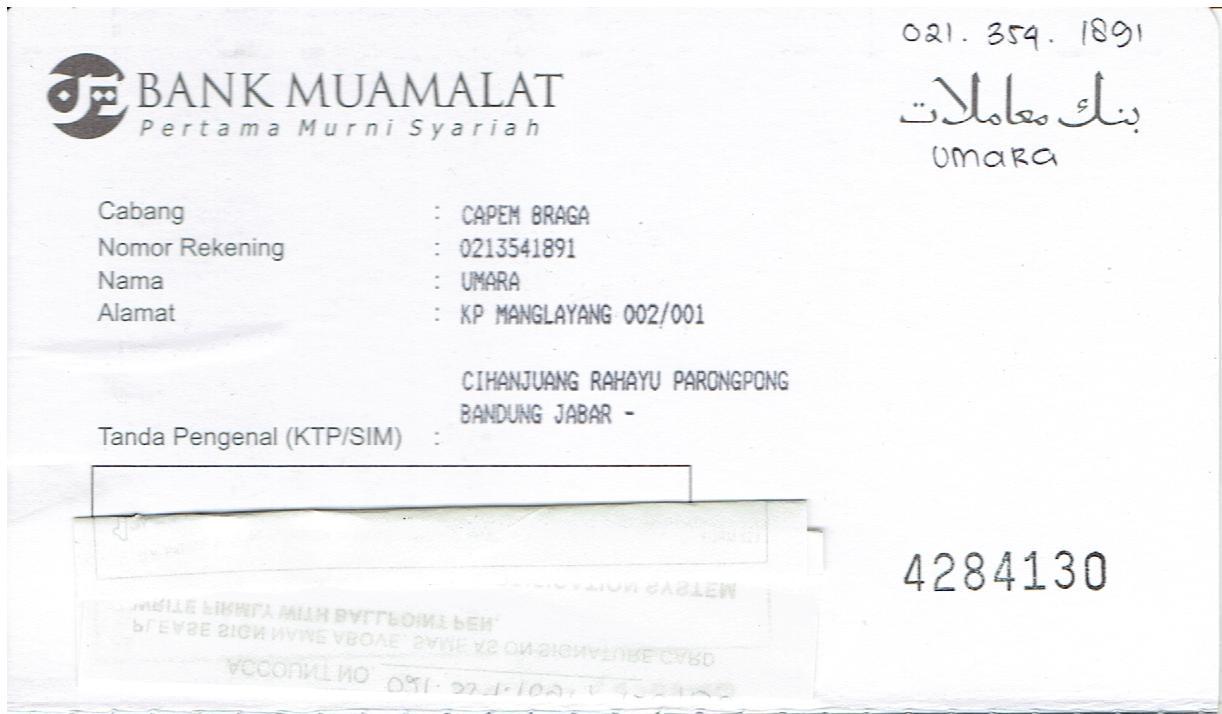 021. 354. 1891
BANK MUAMALAT
Pertama Murni Syariah
بنك معاملات
UMARA
Cabang : CAPEM BRAGA
Nomor Rekening : 0213541891
Nama : UMARA
Alamat : KP MANGLAYANG 002/001
CIHANJUANG RAHAYU PARONGPONG
BANDUNG JABAR -
Tanda Pengenal (KTP/SIM) :
4284130
SYSTEM
WRITE FIRMLY WITH BALLPOINT PEN.
PLEASE SIGN NAME ABOVE, SAME AS ON SIGNATURE CARD
ACCOUNT NO.